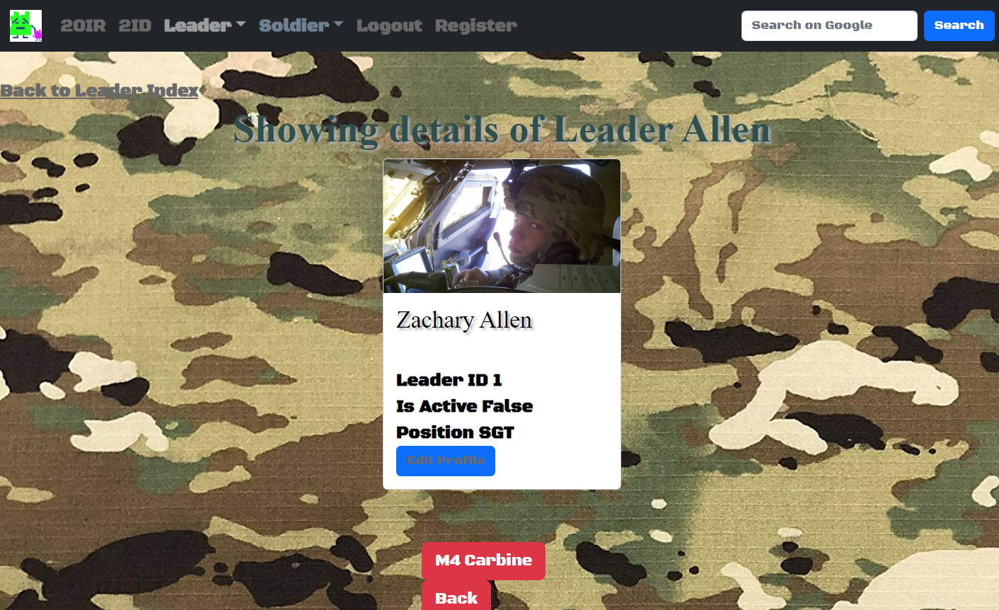 2OIR 2ID Leader Soldier Logout Register Search on Google Search
Back to Leader Index
Showing details of Leader Allen
Zachary Allen
Leader ID 1
Is Active False
Position SGT
Edit Profile
M4 Carbine
Back